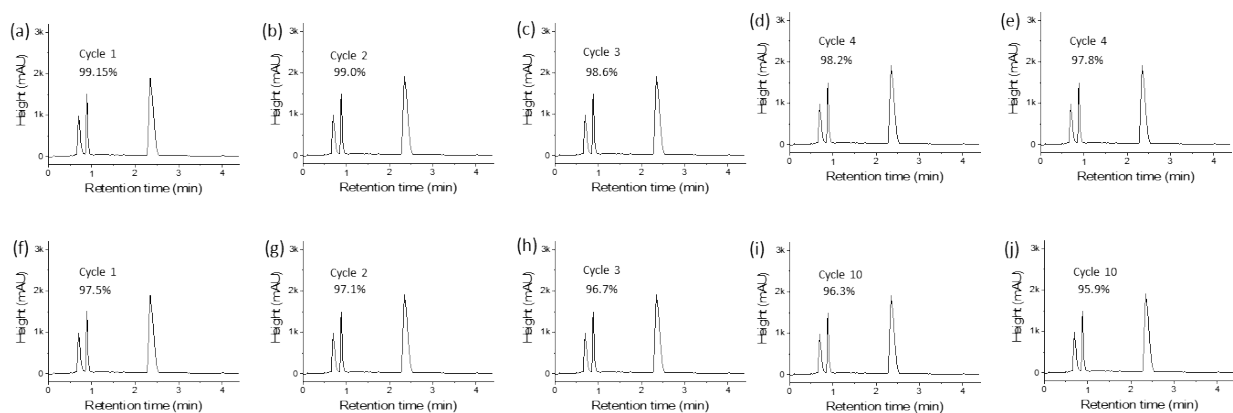 (a)
3k
2k
1k
0
Height (mAU)
Cycle 1
99.15%
0 1 2 3 4
Retention time (min)
(b)
3k
2k
1k
0
Height (mAU)
Cycle 2
99.0%
0 1 2 3 4
Retention time (min)
(c)
3k
2k
1k
0
Height (mAU)
Cycle 3
98.6%
0 1 2 3 4
Retention time (min)
(d)
3k
2k
1k
0
Height (mAU)
Cycle 4
98.2%
0 1 2 3 4
Retention time (min)
(e)
3k
2k
1k
0
Height (mAU)
Cycle 4
97.8%
0 1 2 3 4
Retention time (min)
(f)
3k
2k
1k
0
Height (mAU)
Cycle 1
97.5%
0 1 2 3 4
Retention time (min)
(g)
3k
2k
1k
0
Height (mAU)
Cycle 2
97.1%
0 1 2 3 4
Retention time (min)
(h)
3k
2k
1k
0
Height (mAU)
Cycle 3
96.7%
0 1 2 3 4
Retention time (min)
(i)
3k
2k
1k
0
Height (mAU)
Cycle 10
96.3%
0 1 2 3 4
Retention time (min)
(j)
3k
2k
1k
0
Height (mAU)
Cycle 10
95.9%
0 1 2 3 4
Retention time (min)